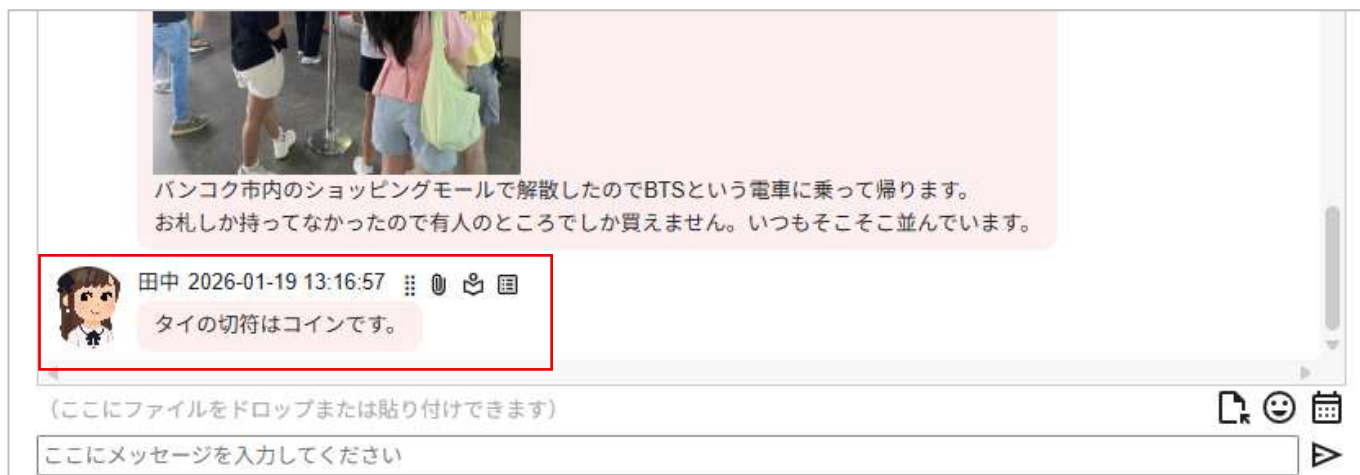 バンコク市内のショッピングモールで解散したのでBTSという電車に乗って帰ります。
お札しか持ってなかったので有人のところでしか買えません。いつもそこそこ並んでいます。
田中 2026-01-19 13:16:57
タイの切符はコインです。
(ここにファイルをドロップまたは貼り付けできます)
ここにメッセージを入力してください